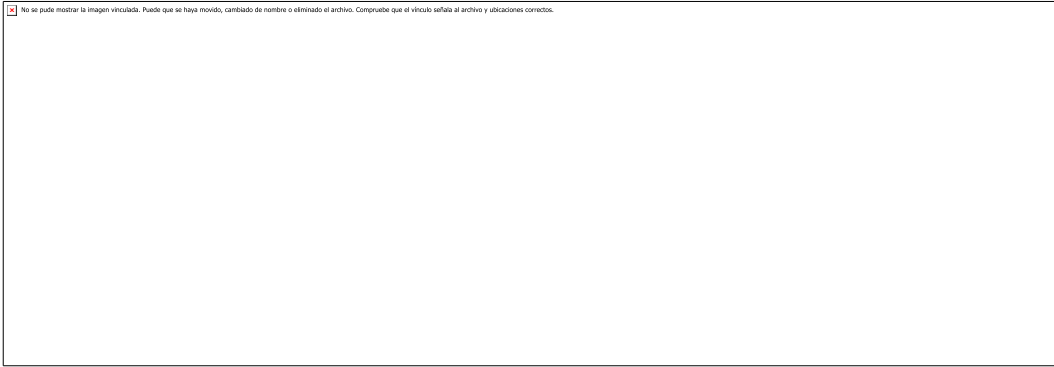 No se pude mostrar la imagen vinculada. Puede que se haya movido, cambiado de nombre o eliminado el archivo. Compruebe que el vínculo señala al archivo y ubicaciones correctos.